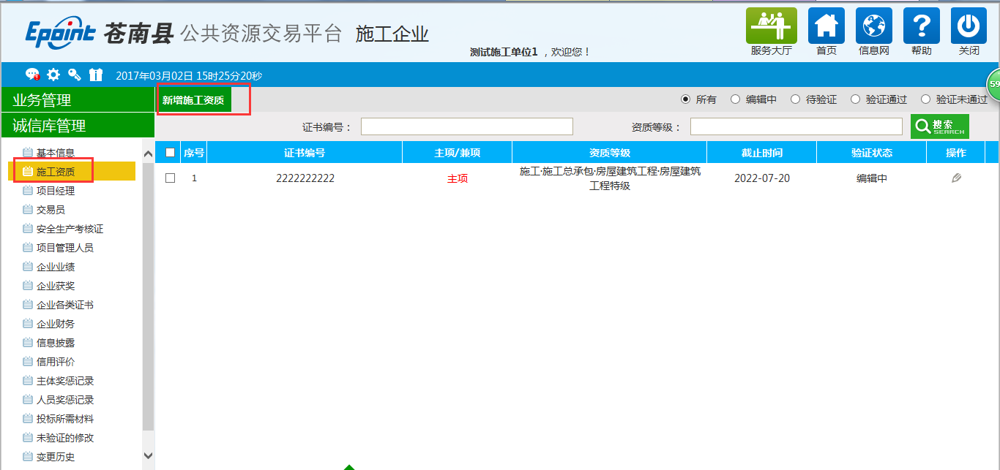 Epoint 苍南县 公共资源交易平台 施工企业
测试施工单位1 ，欢迎您！
服务大厅 首页 信息网 帮助 关闭
2017年03月02日 15时25分20秒
59
业务管理
诚信库管理
基本信息
施工资质
项目经理
交易员
安全生产考核证
项目管理人员
企业业绩
企业获奖
企业各类证书
企业财务
信息披露
信用评价
主体奖惩记录
人员奖惩记录
投标所需材料
未验证的修改
变更历史
新增施工资质
所有 编辑中 待验证 验证通过 验证未通过
证书编号： 资质等级： 搜索 SEARCH
序号 证书编号 主项/兼项 资质等级 截止时间 验证状态 操作
1 2222222222 主项 施工·施工总承包·房屋建筑工程·房屋建筑 2022-07-20 编辑中
工程特级